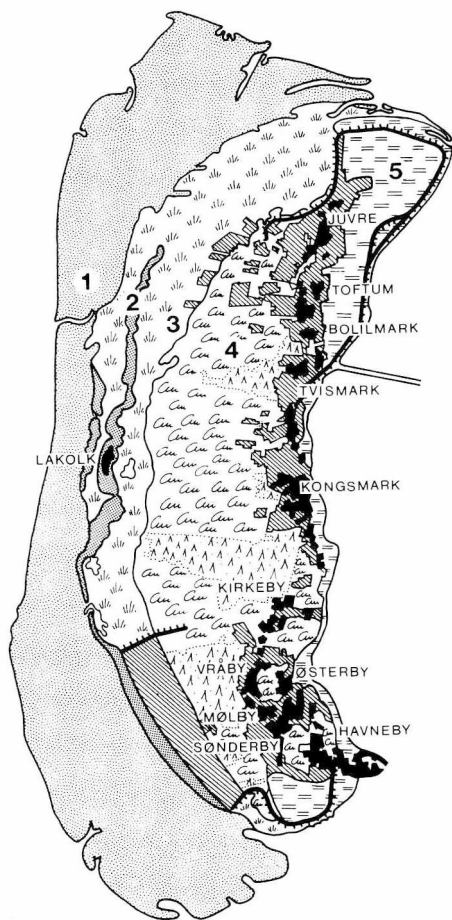 5
JUVRE
1
2
TOFTUM
3
BOLILMARK
4
TVISMARK
LAKOLK
KONGSMARK
KIRKEBY
VRÅBY
ØSTERBY
MØLBY
HAVNEBY
SØNDERBY